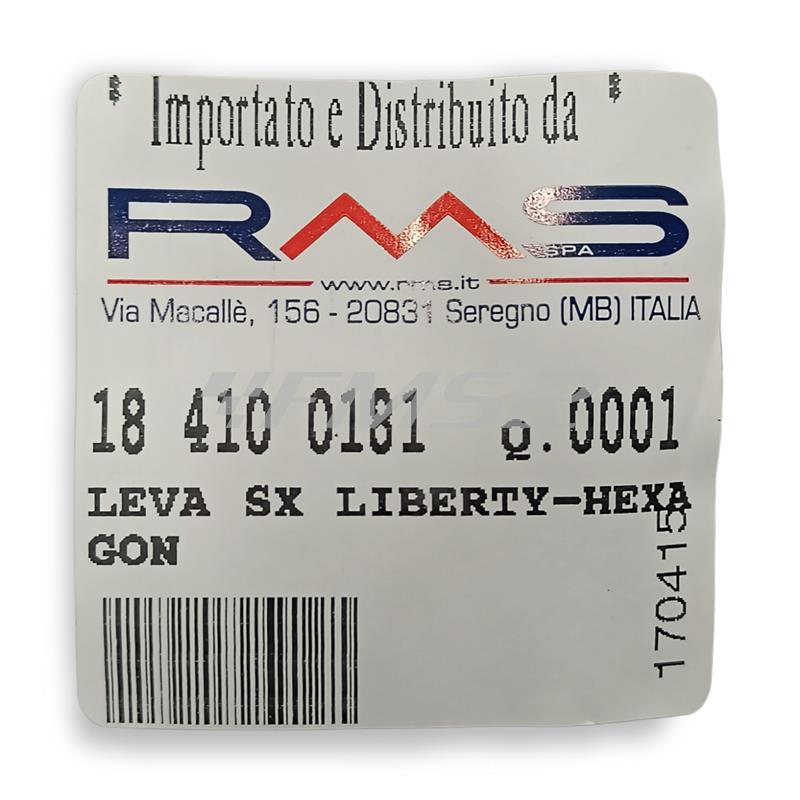 * Importato e Distribuito da *
RMS
SPA
www.rms.it
Via Macallè, 156 - 20831 Seregno (MB) ITALIA
18 410 0181 Q.0001
LEVA SX LIBERTY-HEXA
GON
170415